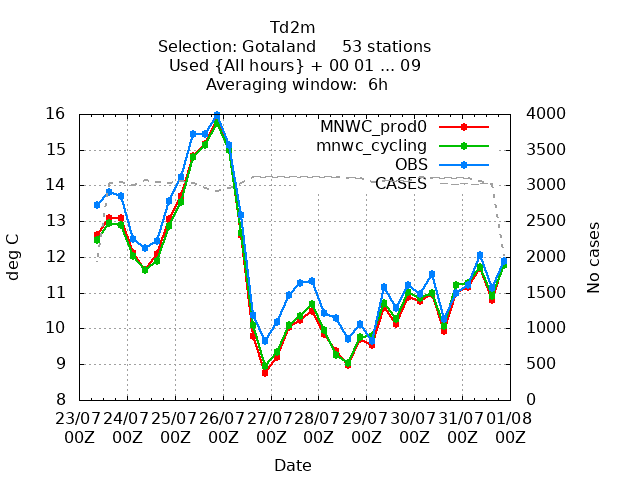 Td2m
Selection: Gotaland     53 stations
Used {All hours} + 00 01 ... 09
Averaging window:  6h
16
15
14
13
12
11
10
9
8
deg C
4000
3500
3000
2500
2000
1500
1000
500
0
No cases
MNWC_prod0
mnwc_cycling
OBS
CASES
23/07 24/07 25/07 26/07 27/07 28/07 29/07 30/07 31/07 01/08
00Z 00Z 00Z 00Z 00Z 00Z 00Z 00Z 00Z 00Z
Date